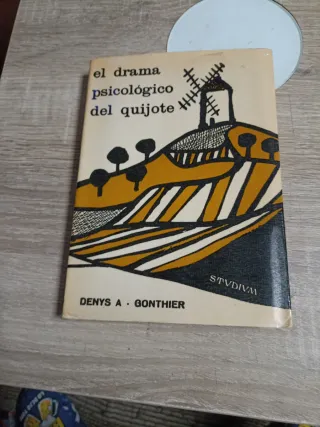 el drama
psicológico
del quijote
STVDIVM
DENYS A · GONTHIER